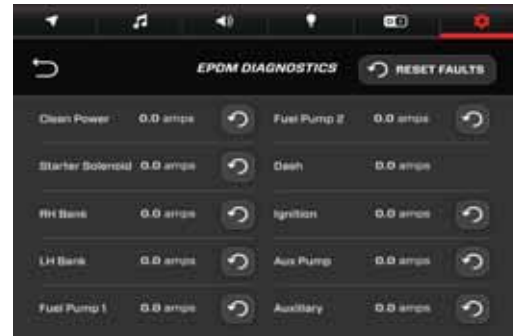 EPDM DIAGNOSTICS
RESET FAULTS
Clean Power 0.0 amps
Fuel Pump 2 0.0 amps
Starter Solenoid 0.0 amps
Dash 0.0 amps
RH Bank 0.0 amps
Ignition 0.0 amps
LH Bank 0.0 amps
Aux Pump 0.0 amps
Fuel Pump 1 0.0 amps
Auxiliary 0.0 amps